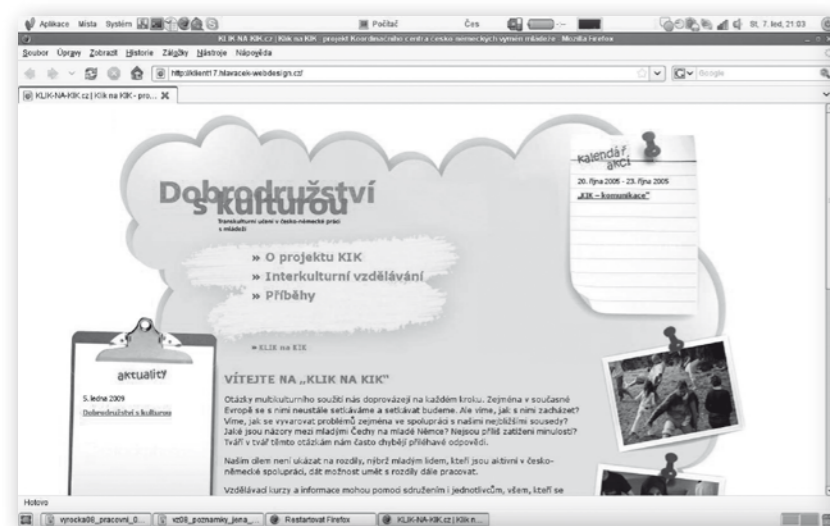 Aplikace Místa Systém Počítač Čas St, 7. led, 21:03
KLIK-NA-KIK.cz | Klik na KIK - projekt Koordinačního centra česko-německých výměn mládeže - Mozilla Firefox
Soubor Úpravy Zobrazit Historie Záložky Nástroje Nápověda
http://klient17.hlavacek-webdesign.cz/
Google
KLIK-NA-KIK.cz | Klik na KIK - pro...
kalendář
akcí
20. října 2005 - 23. října 2005
„KIK – komunikace"
Dobrodružství
s kulturou
Transkulturní učení v česko-německé práci
s mládeží
» O projektu KIK
» Interkulturní vzdělávání
» Příběhy
» KLIK na KIK
aktuality
5. ledna 2009
Dobrodružství s kulturou
VÍTEJTE NA „KLIK NA KIK"
Otázky multikulturního soužití nás doprovázejí na každém kroku. Zejména v současné
Evropě se s nimi neustále setkáváme a setkávat budeme. Ale víme, jak s nimi zacházet?
Víme, jak se vyvarovat problémů zejména ve spolupráci s našimi nejbližšími sousedy?
Jaké jsou názory mezi mladými Čechy na mladé Němce? Nejsou příliš zatíženi minulostí?
Tváří v tvář těmto otázkám nám často chybějí přiléhavé odpovědi.
Naším cílem není ukázat na rozdíly, nýbrž mladým lidem, kteří jsou aktivní v česko-
německé spolupráci, dát možnost umět s rozdíly dále pracovat.
Vzdělávací kurzy a informace mohou pomoci sdružením i jednotlivcům, všem, kteří se
Hotovo
vyrocka08_pracovni_0... vz08_poznamky_jana_... Restartovat Firefox KLIK-NA-KIK.cz | Klik n...